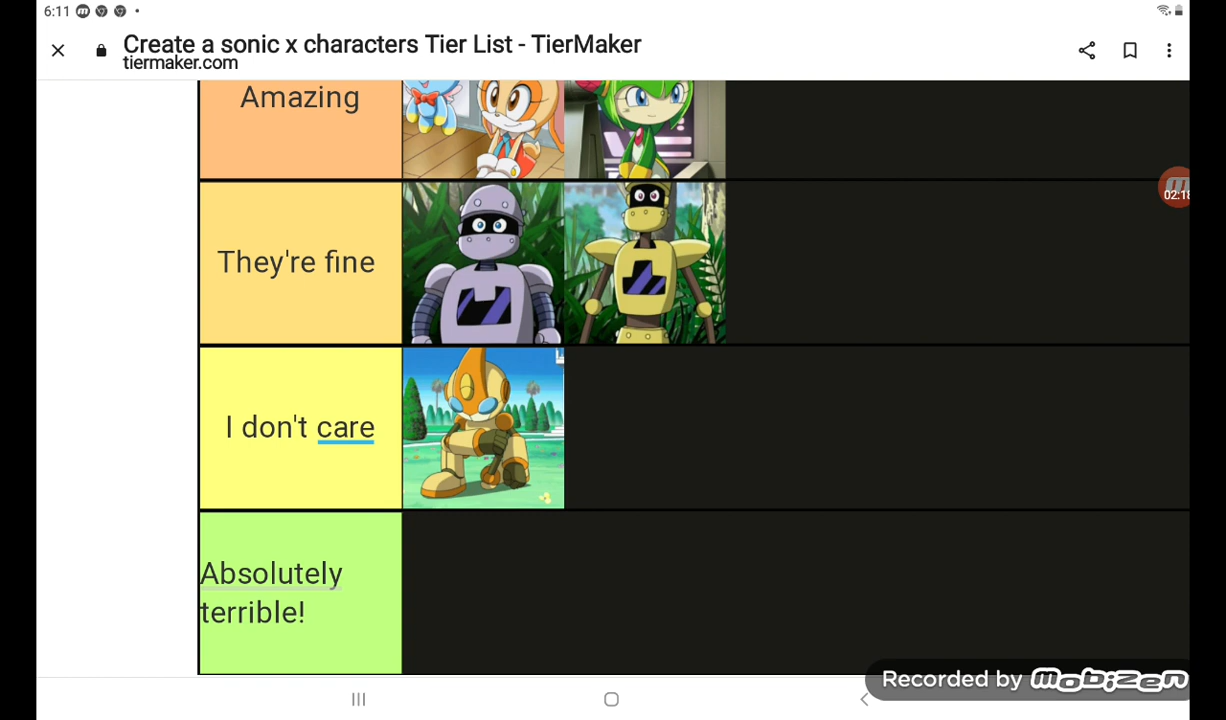 6:11
Create a sonic x characters Tier List - TierMaker
tiermaker.com
Amazing
02:18
They're fine
I don't care
Absolutely
terrible!
Recorded by mobizen